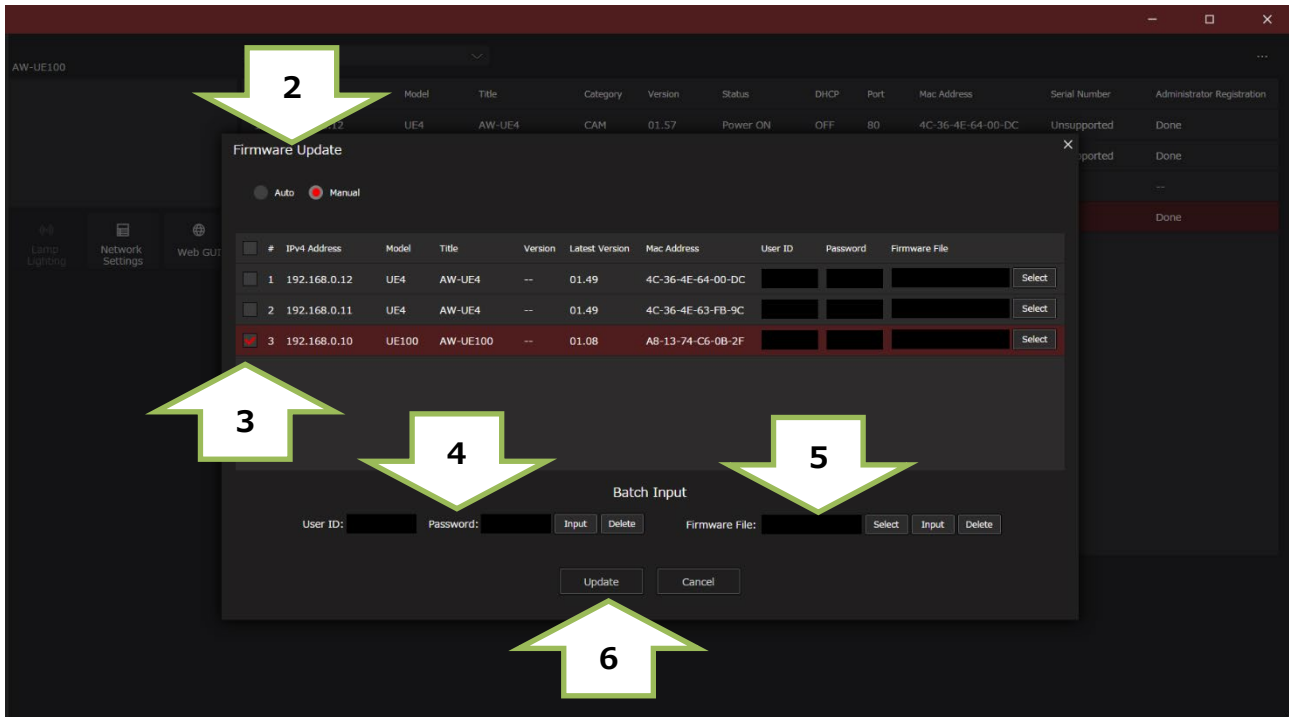 AW-UE100
...
2
Model Title Category Version Status DHCP Port Mac Address Serial Number Administrator Registration
.12 UE4 AW-UE4 CAM 01.57 Power ON OFF 80 4C-36-4E-64-00-DC Unsupported Done
Firmware Update
pported Done
Auto Manual
--
Done
Lamp Lighting
Network Settings
Web GUI
# IPv4 Address Model Title Version Latest Version Mac Address User ID Password Firmware File
1 192.168.0.12 UE4 AW-UE4 -- 01.49 4C-36-4E-64-00-DC Select
2 192.168.0.11 UE4 AW-UE4 -- 01.49 4C-36-4E-63-FB-9C Select
3 192.168.0.10 UE100 AW-UE100 -- 01.08 A8-13-74-C6-0B-2F Select
3
4
5
Batch Input
User ID: Password: Input Delete Firmware File: Select Input Delete
Update Cancel
6